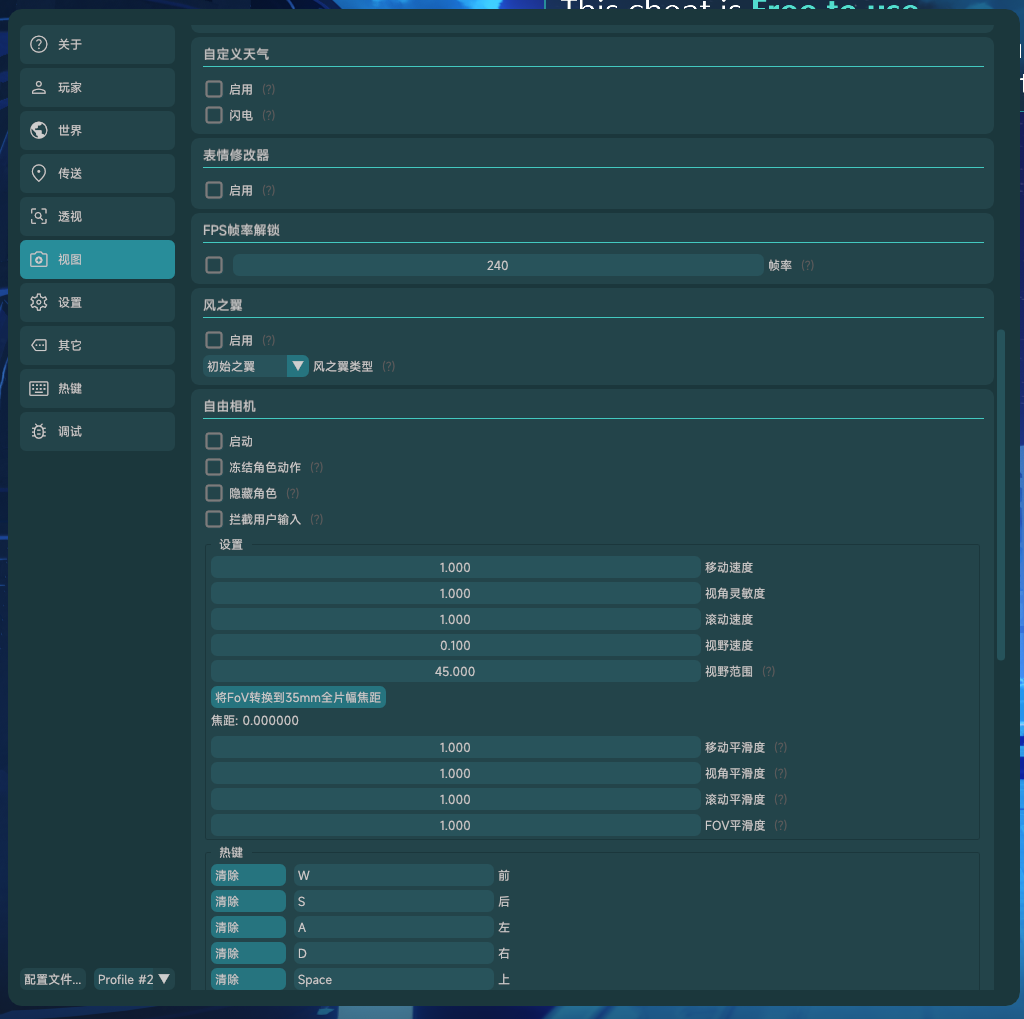 This cheat is Free to use
关于
玩家
世界
传送
透视
视图
设置
其它
热键
调试
配置文件... Profile #2
自定义天气
启用 (?)
闪电 (?)
表情修改器
启用 (?)
FPS帧率解锁
240 帧率 (?)
风之翼
启用 (?)
初始之翼 风之翼类型 (?)
自由相机
启动
冻结角色动作 (?)
隐藏角色 (?)
拦截用户输入 (?)
设置
1.000 移动速度
1.000 视角灵敏度
1.000 滚动速度
0.100 视野速度
45.000 视野范围 (?)
将FoV转换到35mm全片幅焦距
焦距: 0.000000
1.000 移动平滑度 (?)
1.000 视角平滑度 (?)
1.000 滚动平滑度 (?)
1.000 FOV平滑度 (?)
热键
清除 W 前
清除 S 后
清除 A 左
清除 D 右
清除 Space 上